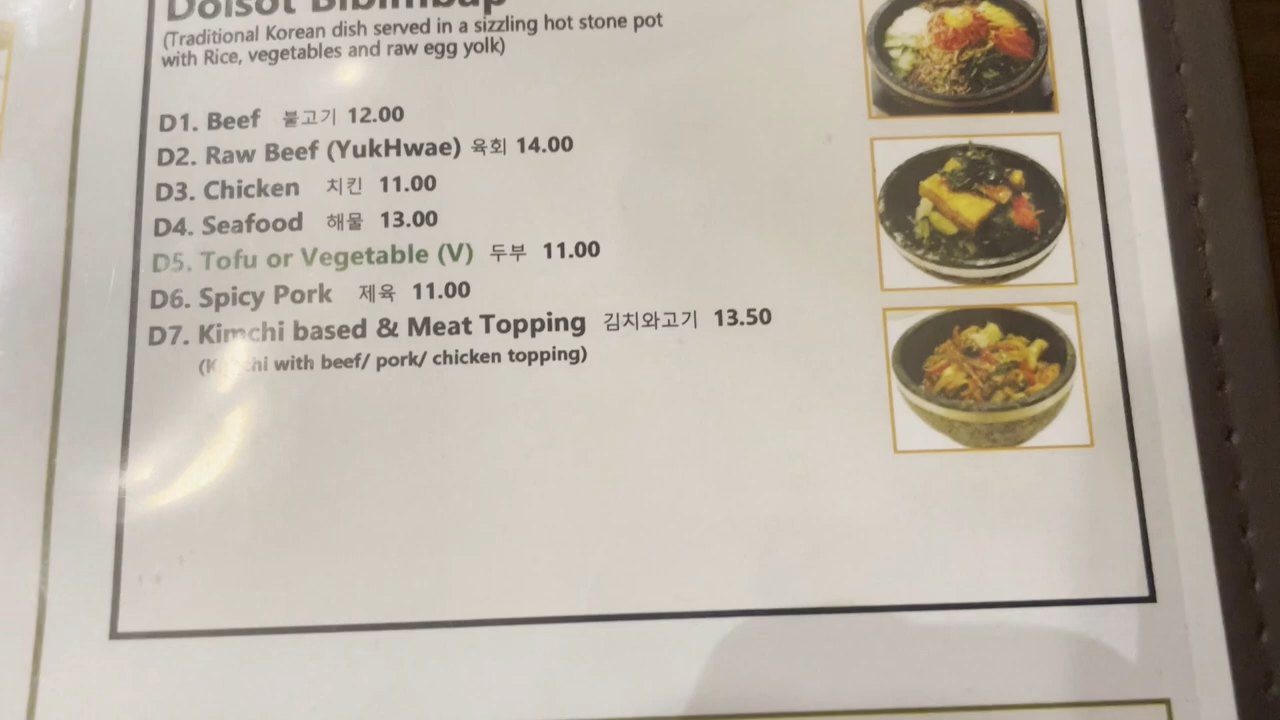 Dolsot Bibimbap
(Traditional Korean dish served in a sizzling hot stone pot
with Rice, vegetables and raw egg yolk)
D1. Beef 불고기 12.00
D2. Raw Beef (YukHwae) 육회 14.00
D3. Chicken 치킨 11.00
D4. Seafood 해물 13.00
D5. Tofu or Vegetable (V) 두부 11.00
D6. Spicy Pork 제육 11.00
D7. Kimchi based & Meat Topping 김치와고기 13.50
(Kimchi with beef/ pork/ chicken topping)